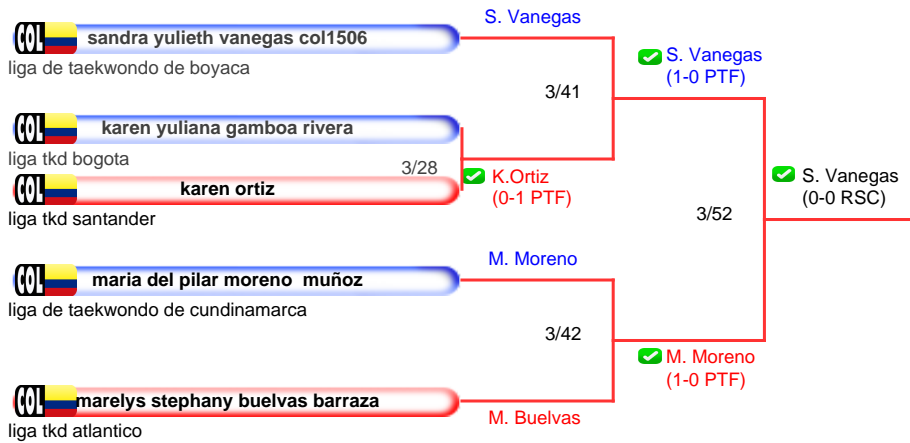 S. Vanegas
COL sandra yulieth vanegas col1506
liga de taekwondo de boyaca
S. Vanegas
(1-0 PTF)
3/41
COL karen yuliana gamboa rivera
liga tkd bogota
3/28
K.Ortiz
(0-1 PTF)
COL karen ortiz
liga tkd santander
S. Vanegas
(0-0 RSC)
3/52
M. Moreno
COL maria del pilar moreno muñoz
liga de taekwondo de cundinamarca
3/42
M. Moreno
(1-0 PTF)
COL marelys stephany buelvas barraza
M. Buelvas
liga tkd atlantico